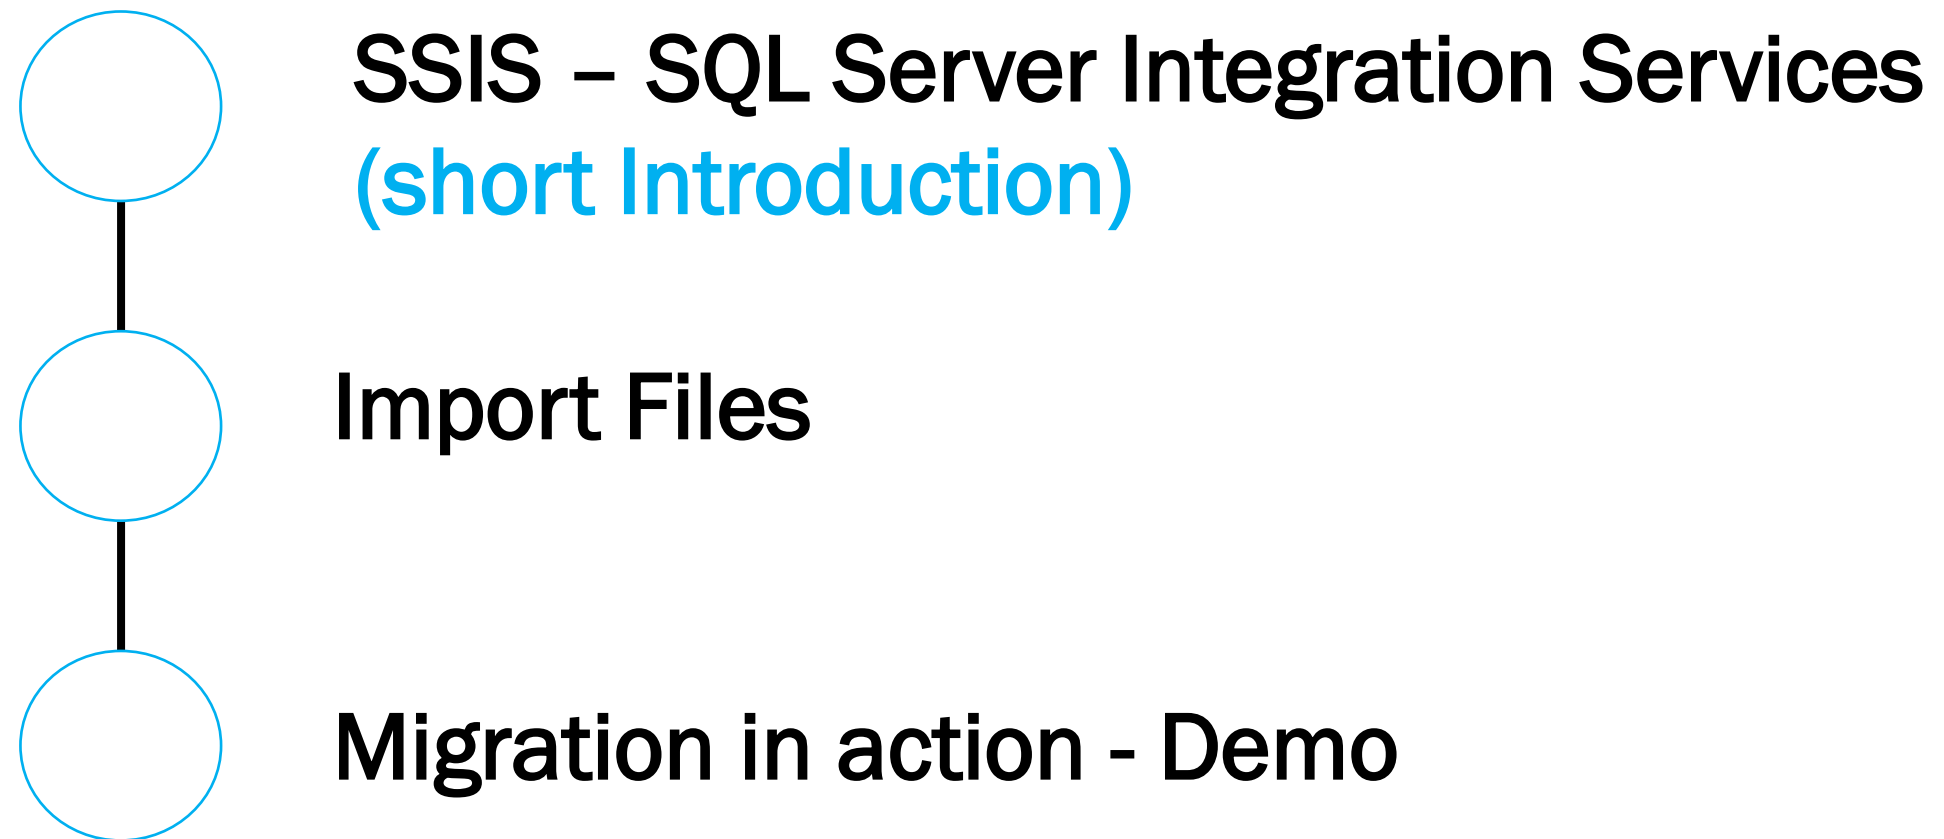 SSIS – SQL Server Integration Services
(short Introduction)
Import Files
Migration in action - Demo